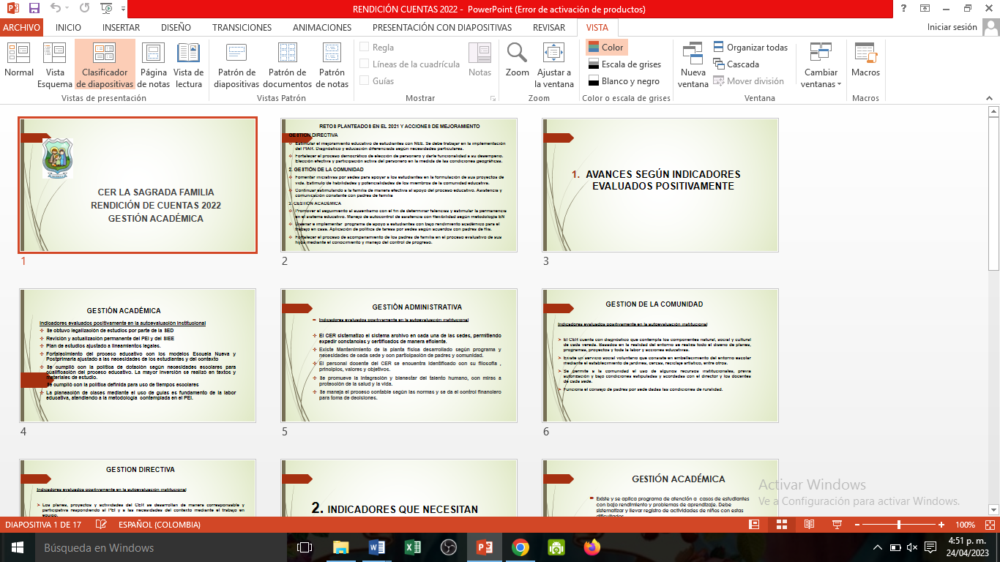 RENDICIÓN CUENTAS 2022 - PowerPoint (Error de activación de productos)
ARCHIVO INICIO INSERTAR DISEÑO TRANSICIONES ANIMACIONES PRESENTACIÓN CON DIAPOSITIVAS REVISAR VISTA Iniciar sesión
Normal
Vista Esquema
Clasificador de diapositivas
Página de notas
Vista de lectura
Vistas de presentación
Patrón de diapositivas
Patrón de documentos
Patrón de notas
Vistas Patrón
Regla
Líneas de la cuadrícula
Guías
Notas
Mostrar
Zoom
Ajustar a la ventana
Zoom
Color
Escala de grises
Blanco y negro
Color o escala de grises
Nueva ventana
Organizar todas
Cascada
Mover división
Cambiar ventanas
Ventana
Macros
Macros
CER LA SAGRADA FAMILIA
RENDICIÓN DE CUENTAS 2022
GESTIÓN ACADÉMICA
1
RETOS PLANTEADOS EN EL 2021 Y ACCIONES DE MEJORAMIENTO
GESTION DIRECTIVA
Estimular el mejoramiento educativo de estudiantes con NEE. Se debe trabajar en la implementación
del PIAR. Diagnóstico y educación diferenciada según necesidades particulares.
Fortalecer el proceso democrático de elección de personero y darle funcionalidad a su desempeño.
Elección efectiva y participación activa del personero en la medida de las condiciones geográficas.
2. GESTIÓN DE LA COMUNIDAD
Fomentar iniciativas por sedes para apoyar a los estudiantes en la formulación de sus proyectos de
vida. Estímulo de habilidades y potencialidades de los miembros de la comunidad educativa.
Continuar estimulando a la familia de manera efectiva al apoyo del proceso educativo. Asistencia y
comunicación constante con padres de familia
3. GESTIÓN ACADÉMICA
Promover el seguimiento al ausentismo con el fin de determinar falencias y estimular la permanencia
en el sistema educativo. Manejo de autocontrol de asistencia con flexibilidad según metodología EN
Diseñar e implementar programa de apoyo a estudiantes con bajo rendimiento académico para el
trabajo en casa. Aplicación de política de tareas por sedes según acuerdos con padres de flia.
Fortalecer el proceso de acompañamiento de los padres de familia en el proceso evaluativo de sus
hijos mediante el conocimiento y manejo del control de progreso.
2
1. AVANCES SEGÚN INDICADORES
EVALUADOS POSITIVAMENTE
3
GESTIÓN ACADÉMICA
Indicadores evaluados positivamente en la autoevaluación institucional
Se obtuvo legalización de estudios por parte de la SED
Revisión y actualización permanente del PEI y del SIEE
Plan de estudios ajustado a lineamientos legales.
Fortalecimiento del proceso educativo con los modelos Escuela Nueva y
Postprimaria ajustado a las necesidades de los estudiantes y del contexto
Se cumplió con la política de dotación según necesidades escolares para
cualificación del proceso educativo. La mayor inversión se realizó en textos y
materiales de estudio.
Se cumplió con la política definida para uso de tiempos escolares
La planeación de clases mediante el uso de guías es fundamento de la labor
educativa, atendiendo a la metodología contemplada en el PEI.
4
GESTIÓN ADMINISTRATIVA
Indicadores evaluados positivamente en la autoevaluación institucional
El CER sistematizo el sistema archivo en cada una de las sedes, permitiendo
expedir constancias y certificados de manera eficiente.
Existe Mantenimiento de la planta física desarrollado según programa y
necesidades de cada sede y con participación de padres y comunidad.
El personal docente del CER se encuentra identificado con su filosofía ,
principios, valores y objetivos.
Se promueve la integración y bienestar del talento humano, con miras a
protección de la salud y la vida.
Se maneja el proceso contable según las normas y se da el control financiero
para toma de decisiones.
5
GESTION DE LA COMUNIDAD
Indicadores evaluados positivamente en la autoevaluación institucional
El CER cuenta con diagnóstico que contempla los componentes natural, social y cultural
de cada vereda. Basados en la realidad del entorno se realiza todo el diseño de planes,
programas, proyectos y toda la labor y acciones educativas.
Existe un servicio social voluntario que consiste en embellecimiento del entorno escolar
mediante el establecimiento de jardines, cercas, reciclaje artístico, entre otros.
Se permite a la comunidad el uso de algunos recursos institucionales, previa
autorización y bajo condiciones estipuladas y acordadas con el director y los docentes
de cada sede.
Funciona el consejo de padres por sede dadas las condiciones de ruralidad.
6
GESTION DIRECTIVA
Indicadores evaluados positivamente en la autoevaluación institucional
Los planes, proyectos y actividades del CER se desarrollan de manera corresponsable y
participativa respondiendo al PEI y a las necesidades del contexto mediante el trabajo en
equipo.
2. INDICADORES QUE NECESITAN
GESTIÓN ACADÉMICA
Existe y se aplica programa de atención a casos de estudiantes
con bajo rendimiento y problemas de aprendizaje. Debe
sistematizar y llevar registro de actividades de niños con estas
dificultades
Activar Windows
Ve a Configuración para activar Windows.
DIAPOSITIVA 1 DE 17 ESPAÑOL (COLOMBIA) 100%
Búsqueda en Windows
4:51 p. m.
24/04/2023